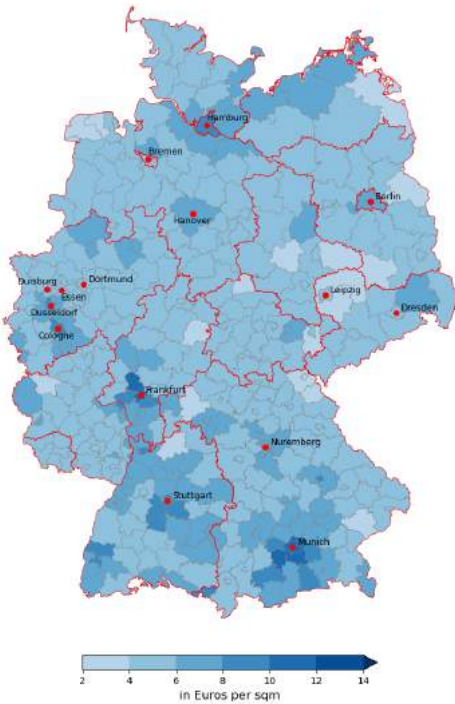 Hamburg
Bremen
Berlin
Hanover
Duisburg
Dortmund
Essen
Leipzig
Dusseldorf
Dresden
Cologne
Frankfurt
Nuremberg
Stuttgart
Munich
2 4 6 8 10 12 14
in Euros per sqm